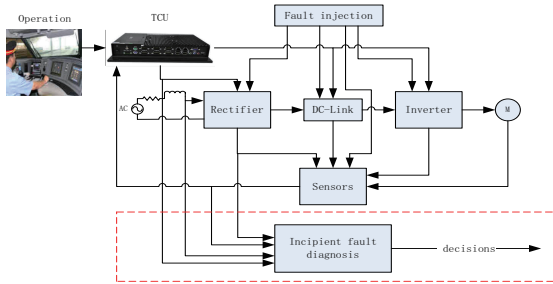 Operation
TCU
Fault injection
AC
Rectifier
DC-Link
Inverter
M
Sensors
Incipient fault
diagnosis
decisions